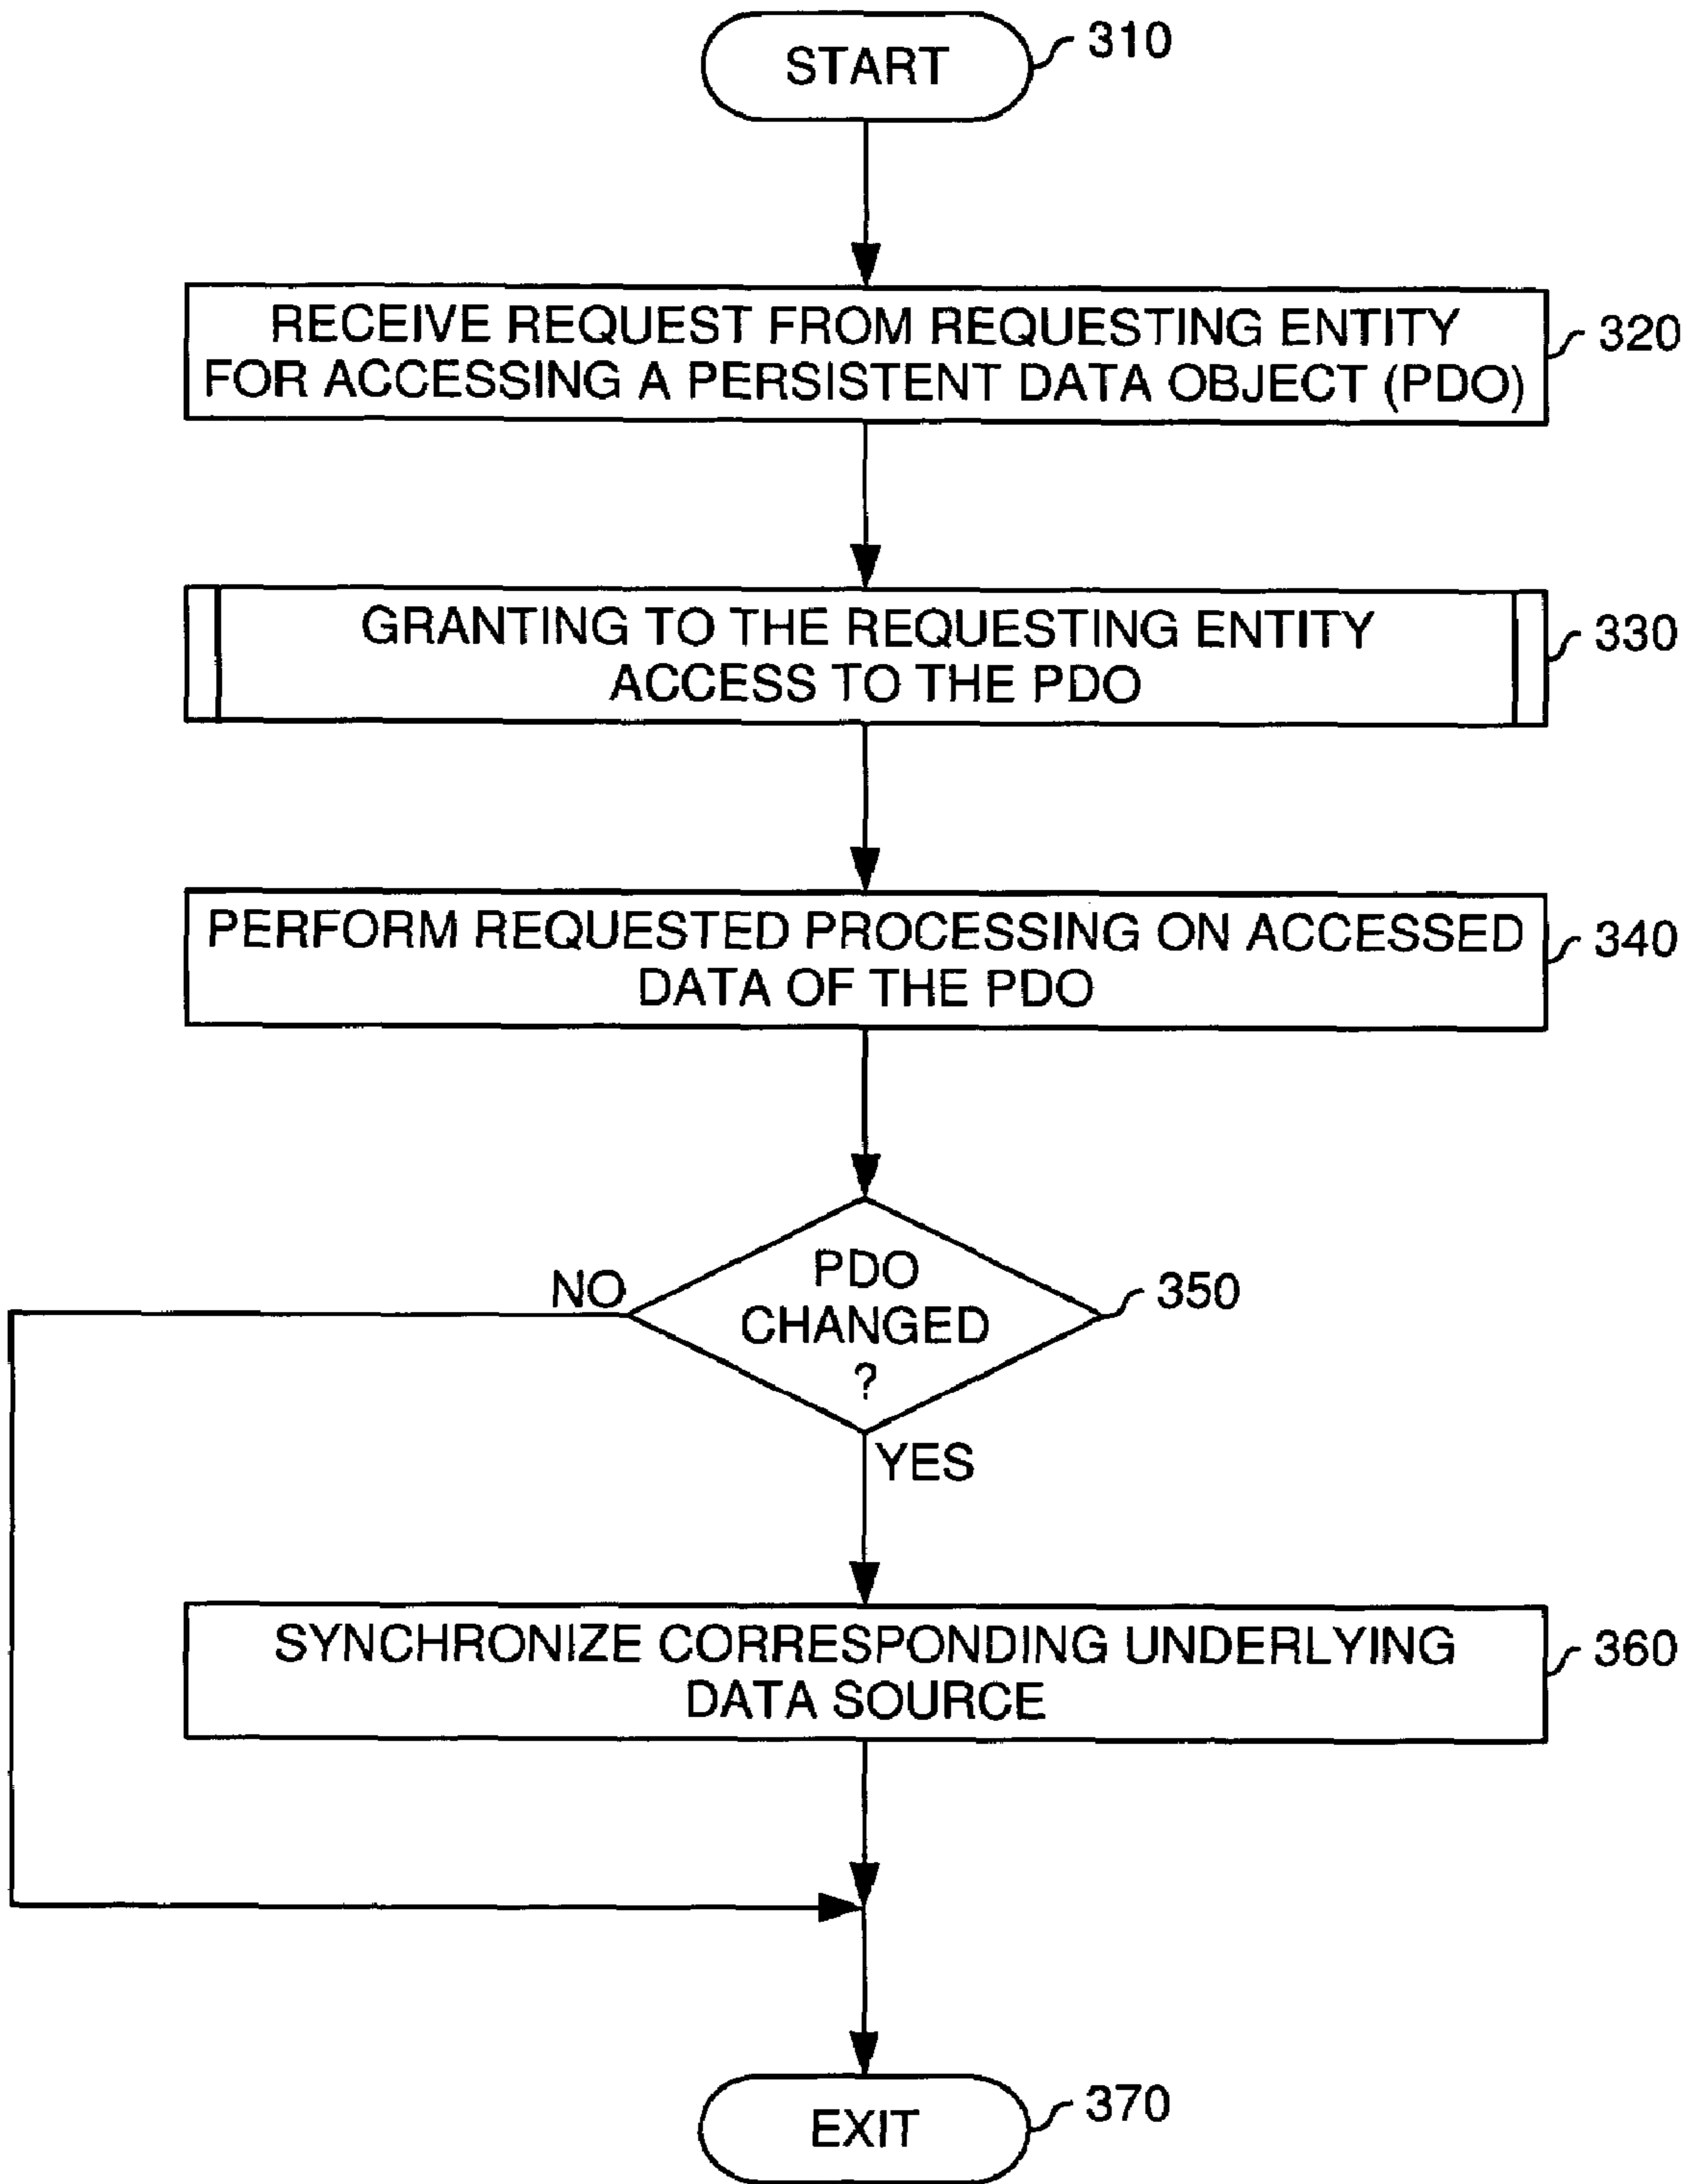 START
310
RECEIVE REQUEST FROM REQUESTING ENTITY
FOR ACCESSING A PERSISTENT DATA OBJECT (PDO)
320
GRANTING TO THE REQUESTING ENTITY
ACCESS TO THE PDO
330
PERFORM REQUESTED PROCESSING ON ACCESSED
DATA OF THE PDO
340
PDO
CHANGED
?
350
NO
YES
SYNCHRONIZE CORRESPONDING UNDERLYING
DATA SOURCE
360
EXIT
370